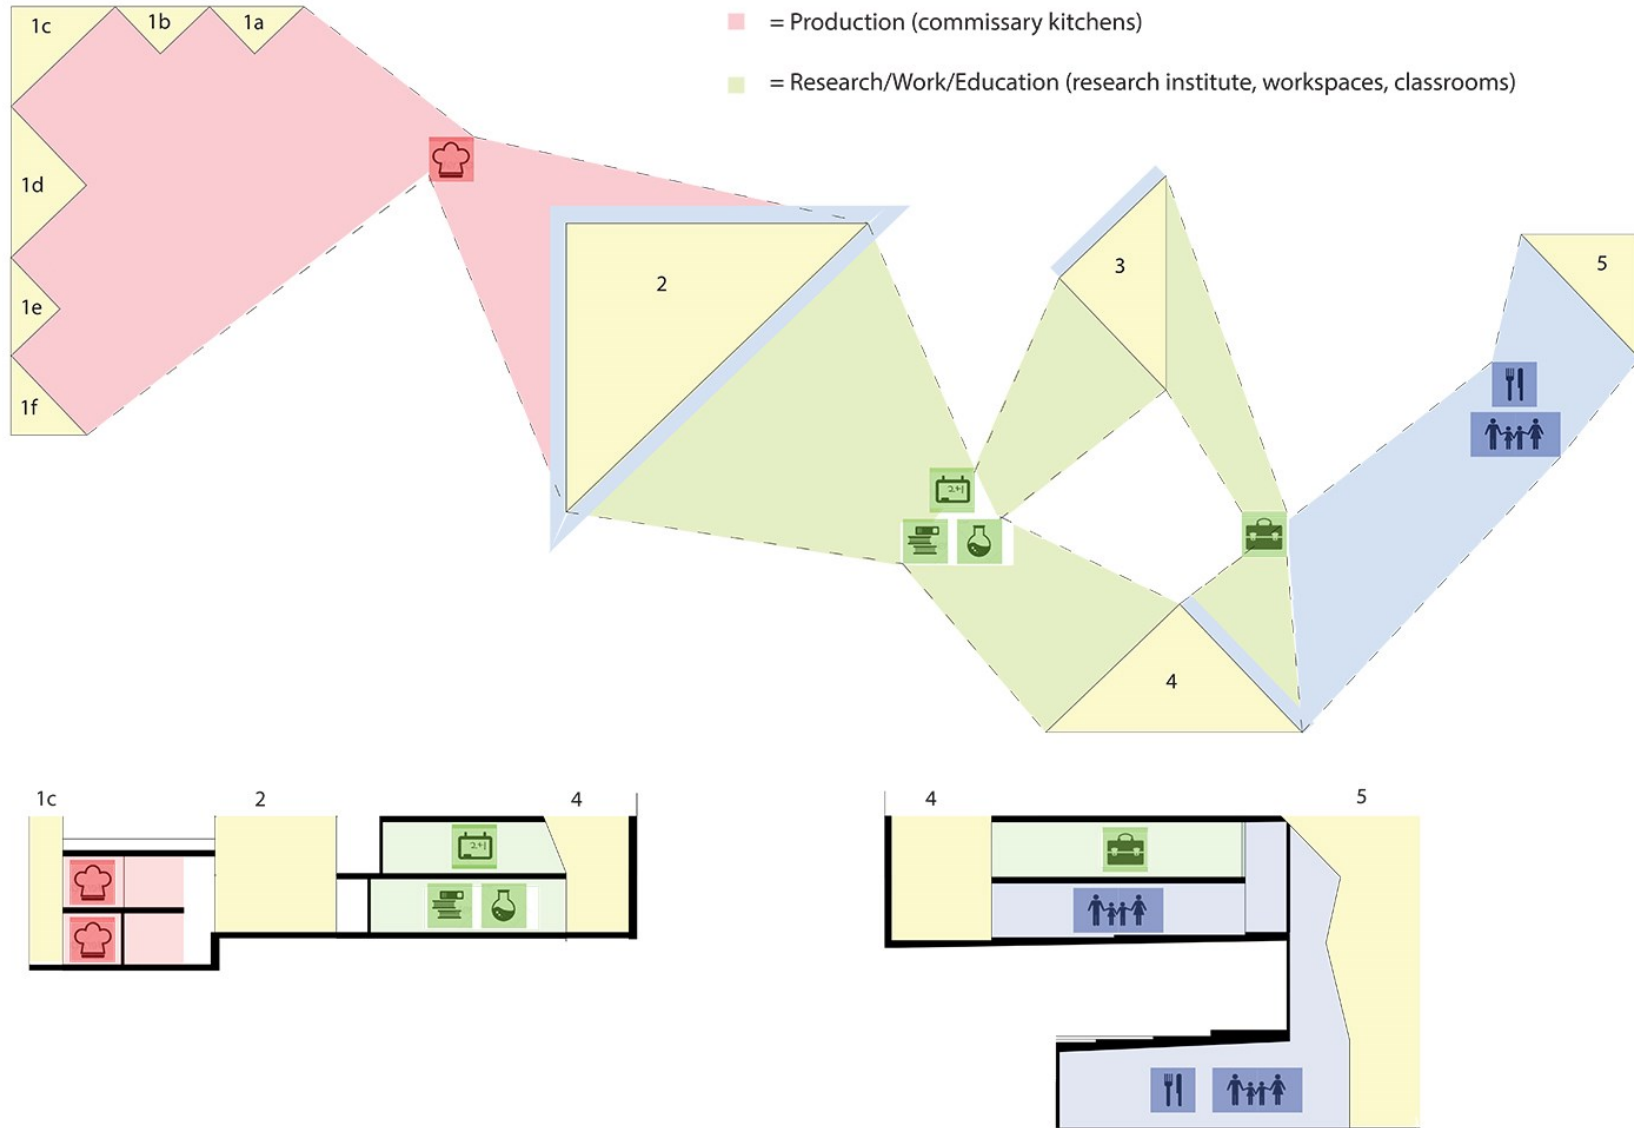 1c
1b
1a
= Production (commissary kitchens)
= Research/Work/Education (research institute, workspaces, classrooms)
1d
1e
1f
2
3
4
5
1c
2
4
4
5